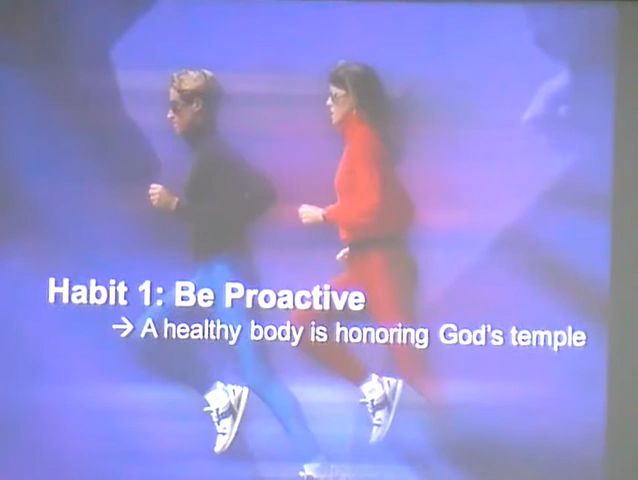 Habit 1: Be Proactive
→ A healthy body is honoring God's temple